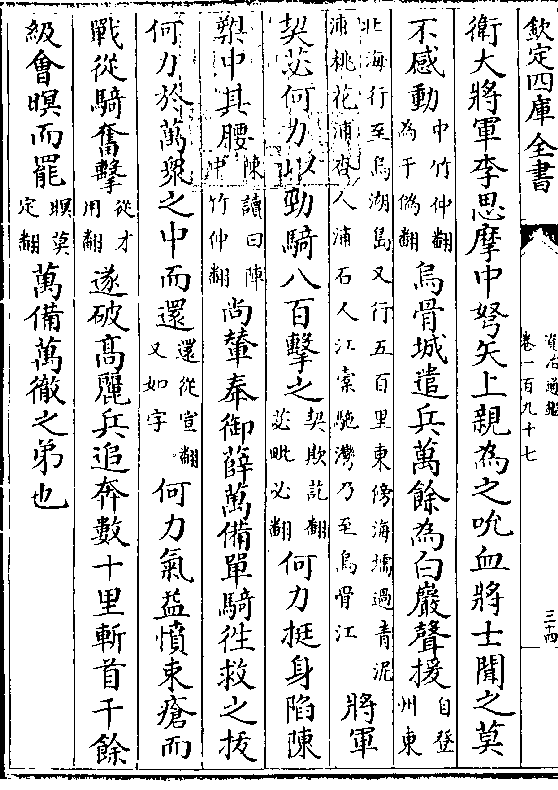 欽定四庫全書
資治通鑑
卷一百九十七
三十四
衛大將軍李思摩中弩矢上親為之吮血將士聞之莫
不感動中竹仲翻為于偽翻烏骨城遣兵萬餘為白巖聲援自登州東
北海行至烏湖島又行五百里東傍海壖過青泥浦桃花浦杏人浦石人江橐駞灣乃至烏骨江將軍
契苾何力以勁騎八百擊之契欺訖翻苾毗必翻何力挺身陷陳
槊中其腰陳讀曰陣中竹仲翻尚輦奉御薛萬備單騎往救之拔
何力於萬衆之中而還還從宣翻又如字何力氣益憤束瘡而
戰從騎奮擊從才用翻遂破高麗兵追奔數十里斬首千餘
級會暝而罷暝莫定翻萬備萬徹之弟也